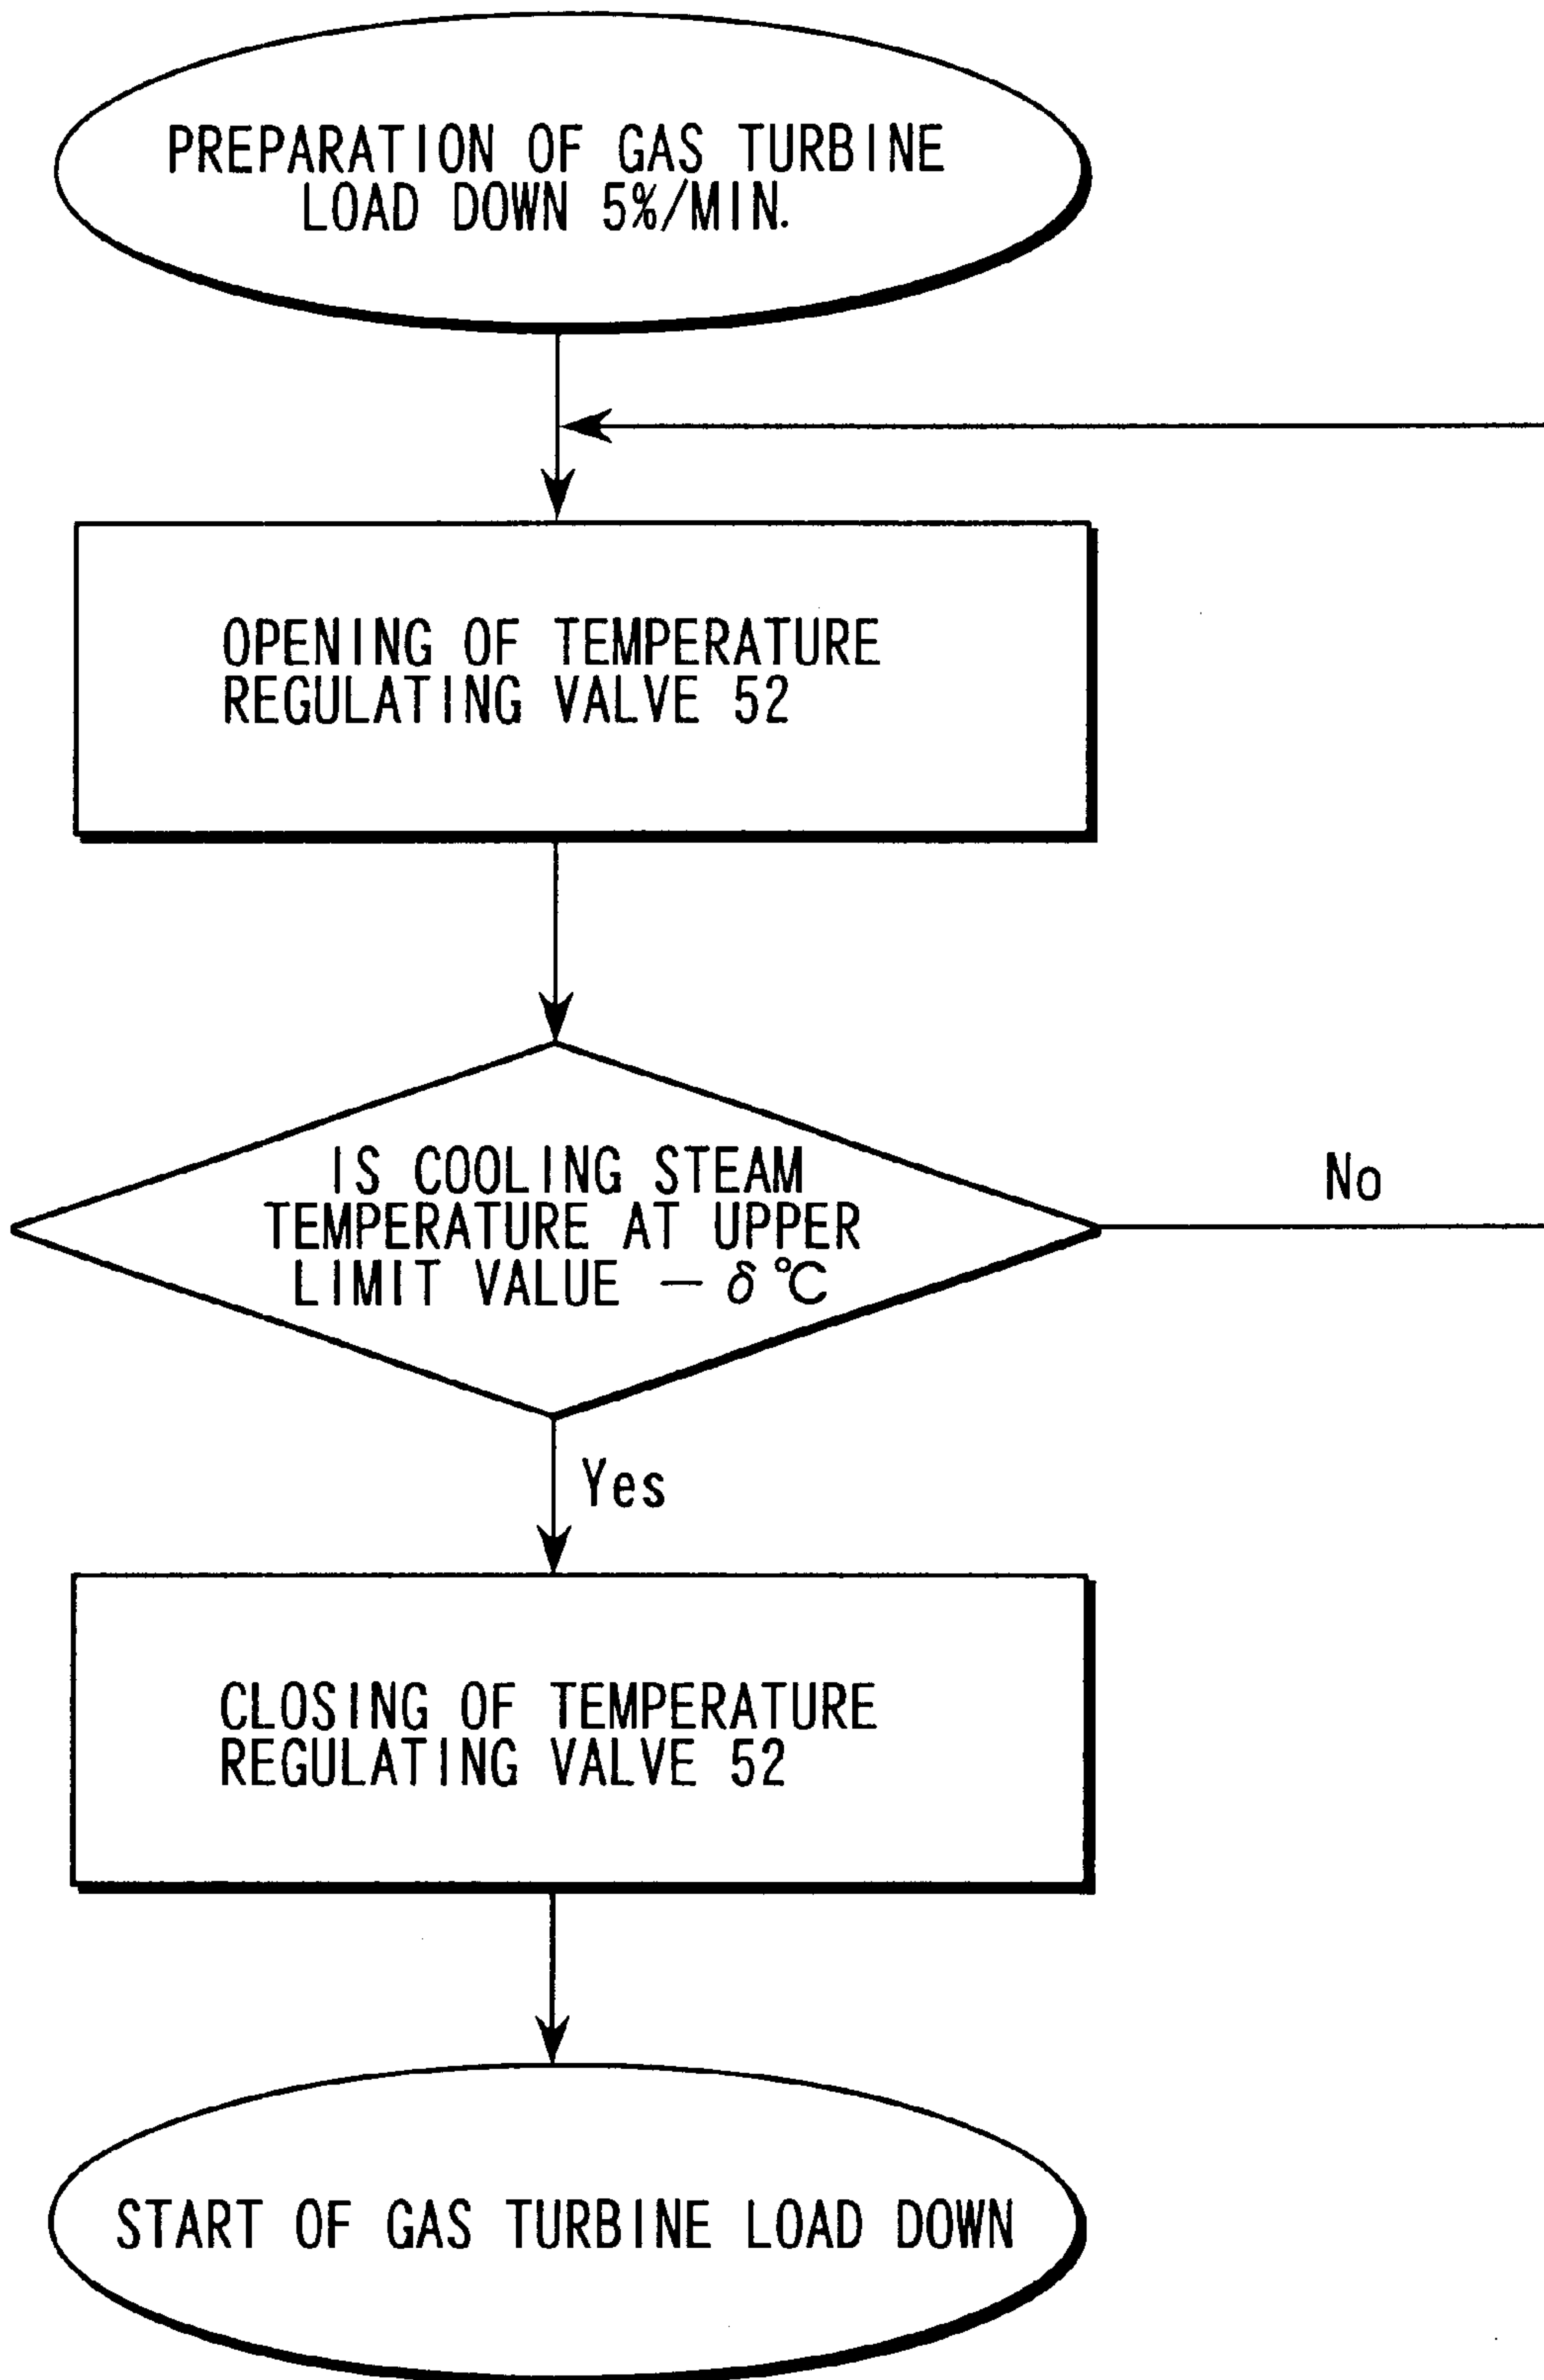 PREPARATION OF GAS TURBINE
LOAD DOWN 5%/MIN.
OPENING OF TEMPERATURE
REGULATING VALVE 52
IS COOLING STEAM
TEMPERATURE AT UPPER
LIMIT VALUE — δ°C
No
Yes
CLOSING OF TEMPERATURE
REGULATING VALVE 52
START OF GAS TURBINE LOAD DOWN